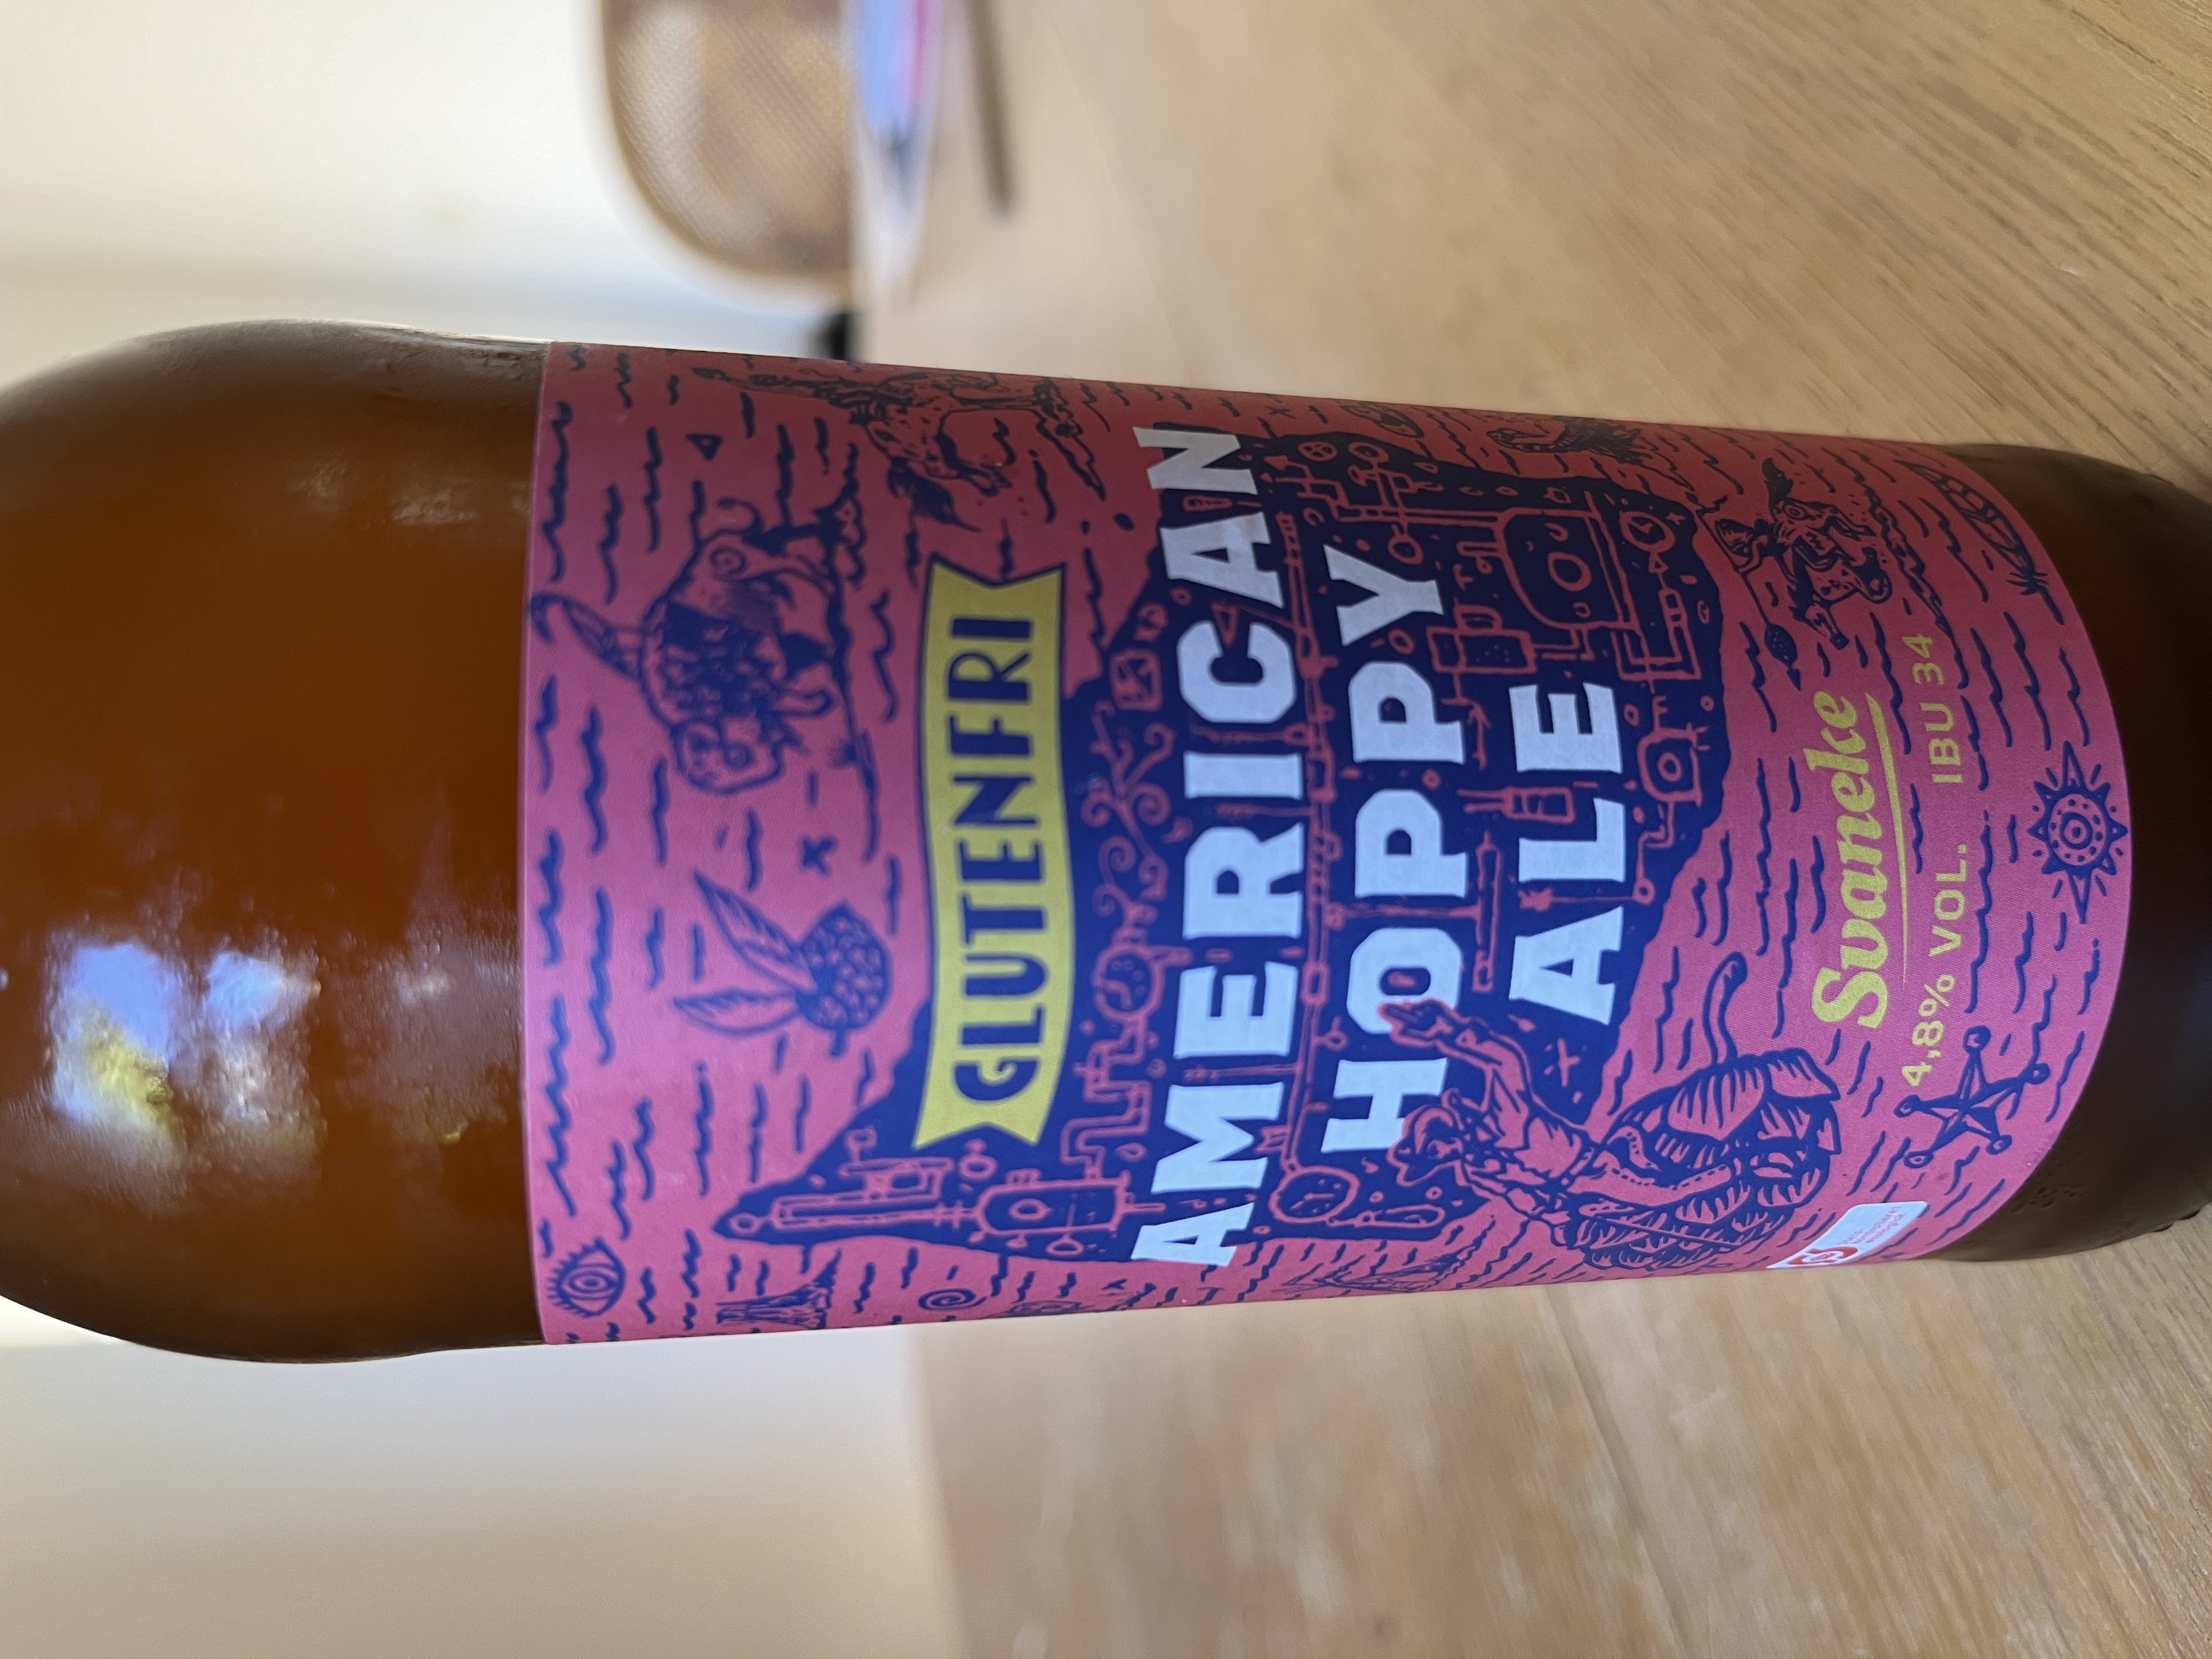 GLUTENFRI
AMERICAN
HOPPY
ALE
Svaneke
4,8% VOL. IBU 34